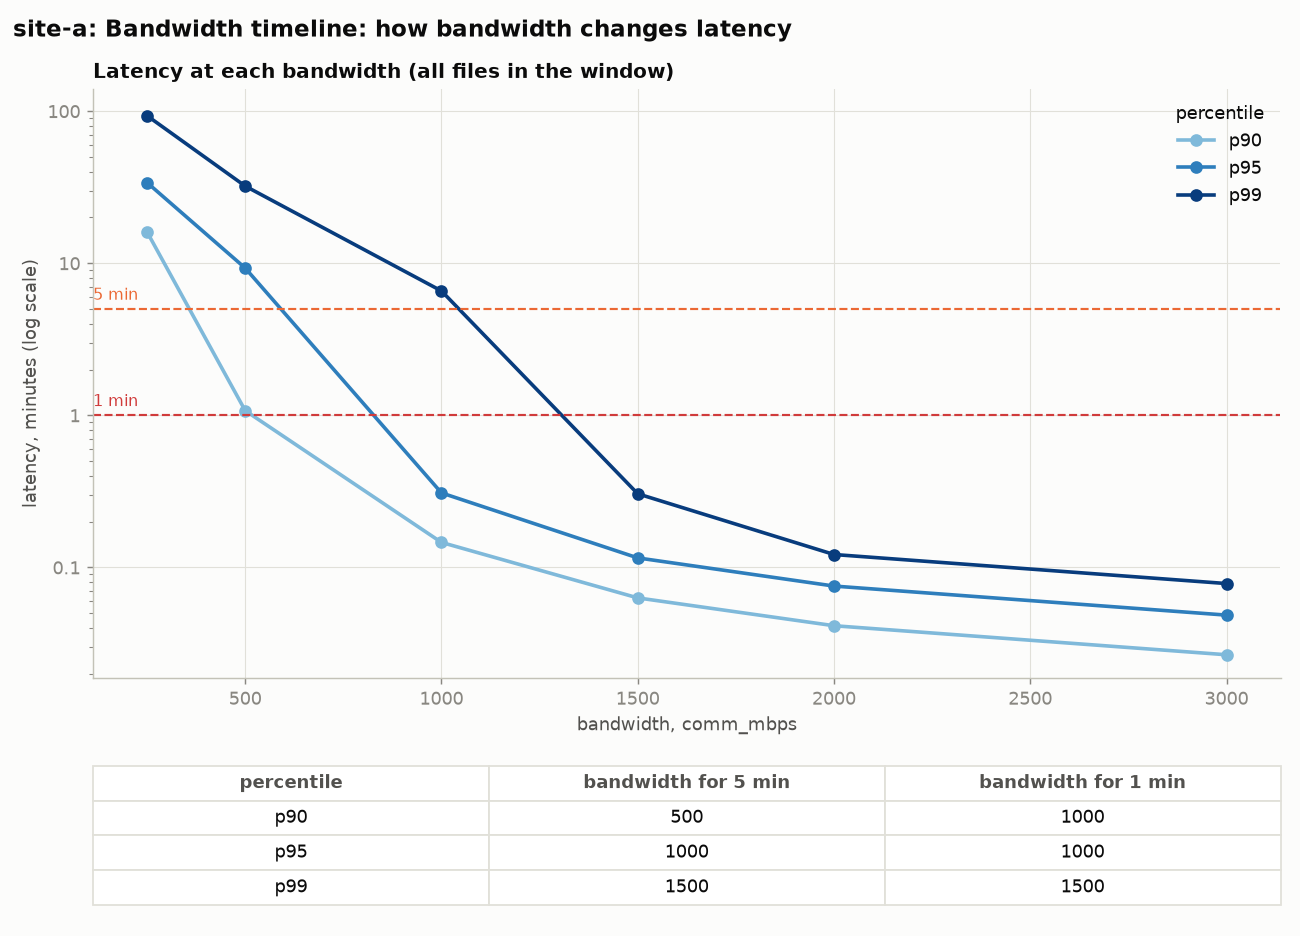 site-a: Bandwidth timeline: how bandwidth changes latency
Latency at each bandwidth (all files in the window)
percentile
p90
p95
p99
100
10
1
0.1
5 min
1 min
latency, minutes (log scale)
500 1000 1500 2000 2500 3000
bandwidth, comm_mbps
percentile bandwidth for 5 min bandwidth for 1 min
p90 500 1000
p95 1000 1000
p99 1500 1500